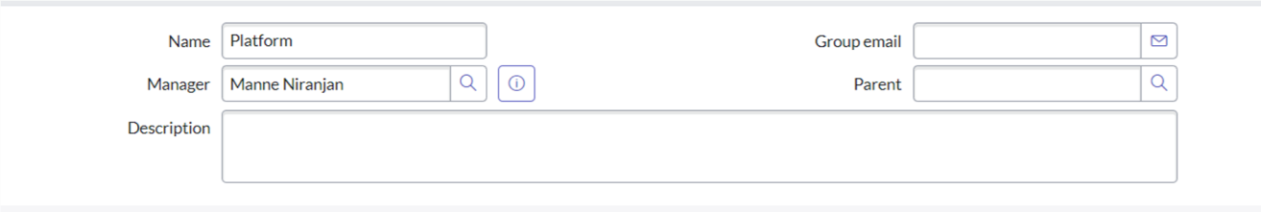 Name Platform Group email
Manager Manne Niranjan Parent
Description